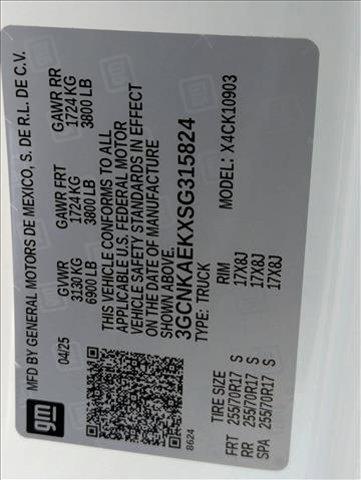 gm
MFD BY GENERAL MOTORS DE MEXICO, S. DE R.L. DE C.V.
04/25
GVWR GAWR FRT GAWR RR
3130 KG 1724 KG 1724 KG
6900 LB 3800 LB 3800 LB
THIS VEHICLE CONFORMS TO ALL
APPLICABLE U.S. FEDERAL MOTOR
VEHICLE SAFETY STANDARDS IN EFFECT
ON THE DATE OF MANUFACTURE
SHOWN ABOVE.
3GCNKAEKXSG315824
8624
TYPE: TRUCK
MODEL: X4CK10903
TIRE SIZE RIM
FRT 255/70R17 S 17X8J
RR 255/70R17 S 17X8J
SPA 255/70R17 S 17X8J